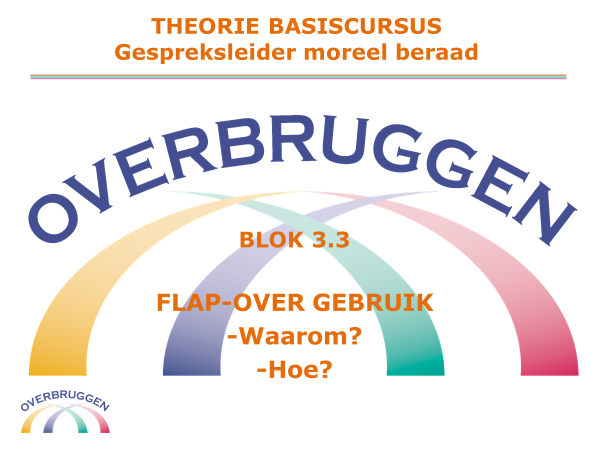 THEORIE BASISCURSUS
Gespreksleider moreel beraad
OVERBRUGGEN
BLOK 3.3
FLAP-OVER GEBRUIK
-Waarom?
-Hoe?
OVERBRUGGEN